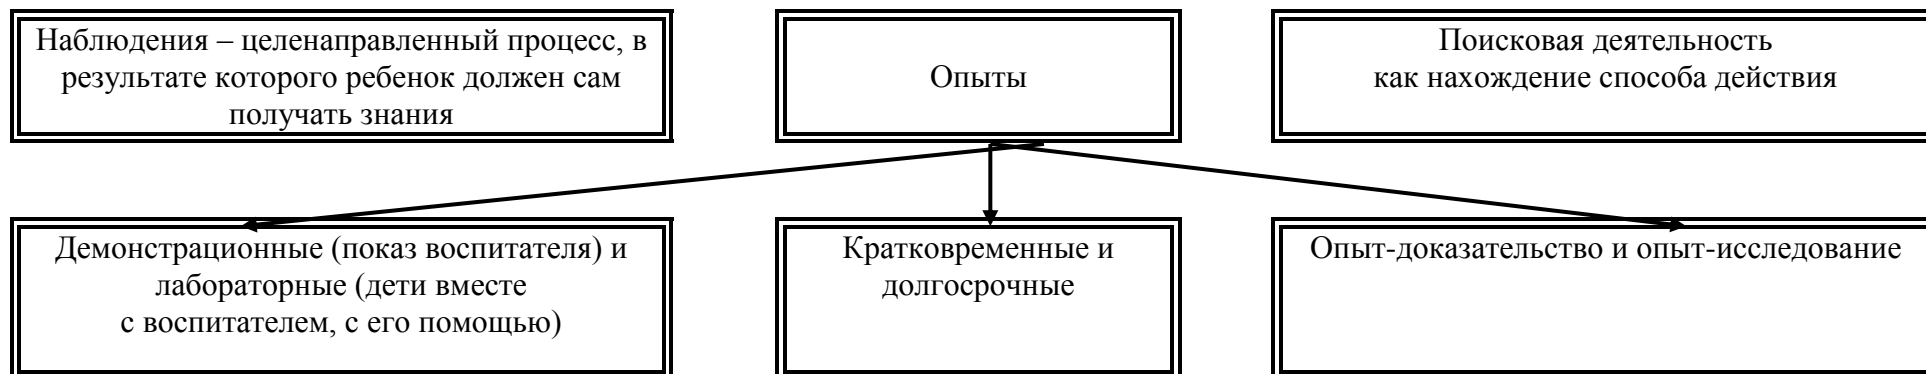 Наблюдения – целенаправленный процесс, в
результате которого ребенок должен сам
получать знания
Опыты
Поисковая деятельность
как нахождение способа действия
Демонстрационные (показ воспитателя) и
лабораторные (дети вместе
с воспитателем, с его помощью)
Кратковременные и
долгосрочные
Опыт-доказательство и опыт-исследование